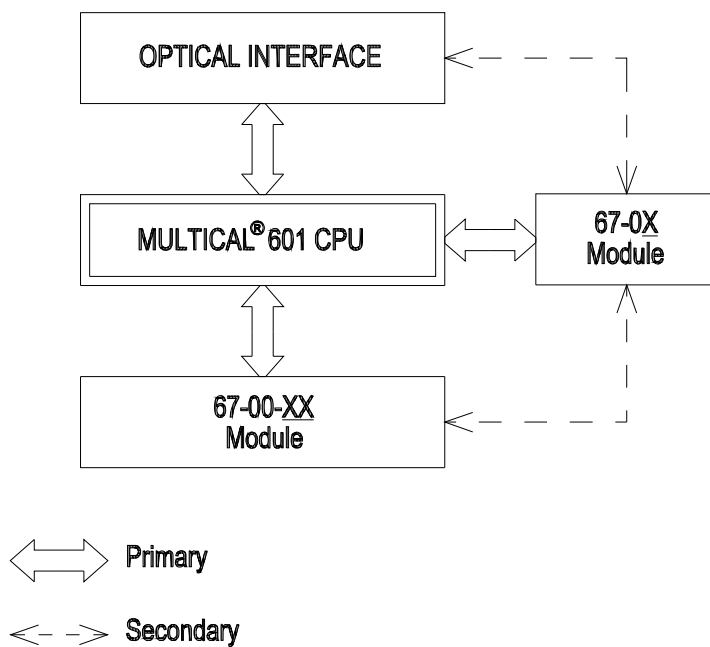 OPTICAL INTERFACE
MULTICAL® 601 CPU
67-0X
Module
67-00-XX
Module
Primary
Secondary